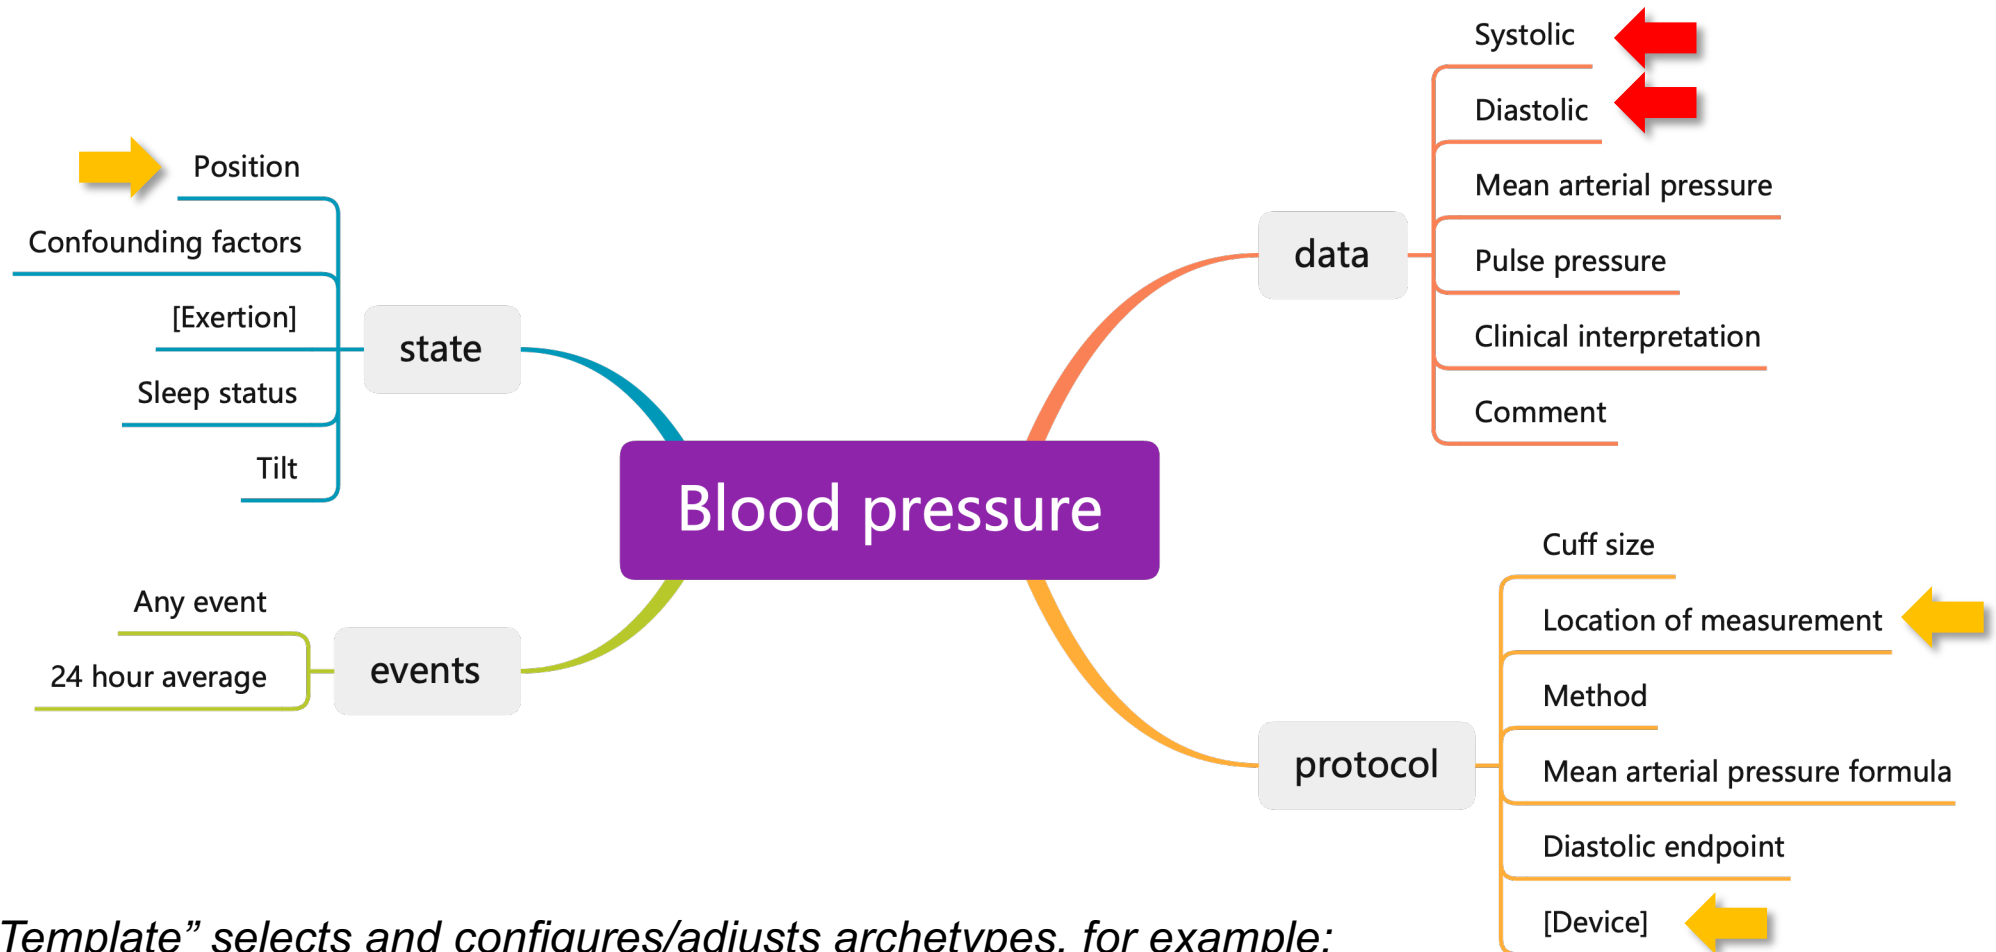 Systolic
Diastolic
Mean arterial pressure
Pulse pressure
Clinical interpretation
Comment
data
Position
Confounding factors
[Exertion]
Sleep status
Tilt
state
Blood pressure
Any event
24 hour average
events
Cuff size
Location of measurement
Method
Mean arterial pressure formula
Diastolic endpoint
[Device]
protocol
Template” selects and configures/adjusts archetypes, for example: